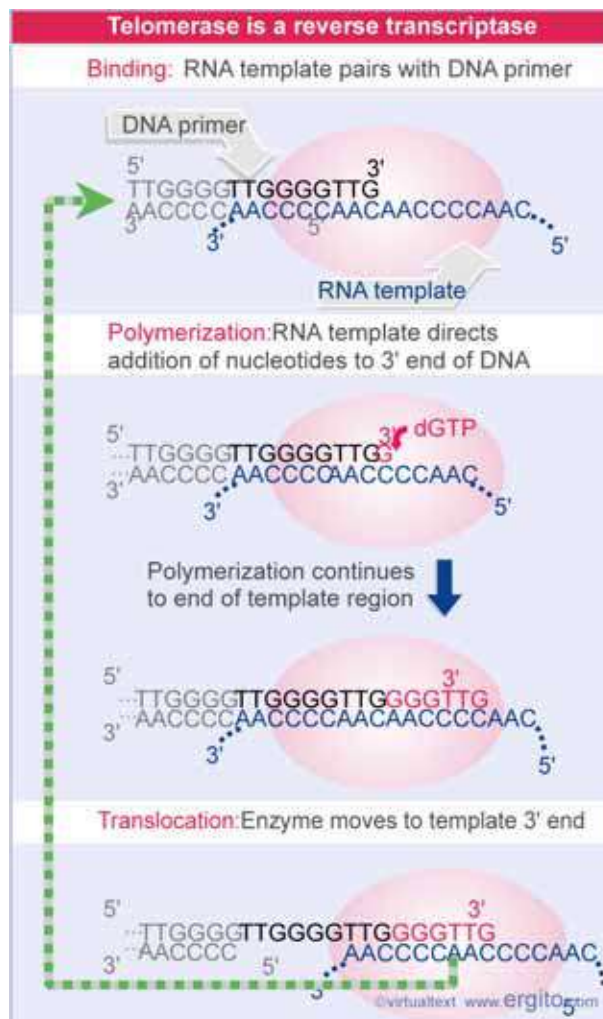 Telomerase is a reverse transcriptase
Binding: RNA template pairs with DNA primer
DNA primer
5'
3'
TTGGGGTTGGGGTTG
AACCCCAACCCCAACAACCCCAAC
3'
3'
5'
5'
RNA template
Polymerization:RNA template directs
addition of nucleotides to 3' end of DNA
3'
dGTP
5'
···TTGGGGTTGGGGTTGG
···AACCCCAACCCCAACCCCAAC
3'
3'
5'
Polymerization continues
to end of template region
5'
3'
···TTGGGGTTGGGGTTGGGGTTG
···AACCCCAACCCCAACAACCCCAAC
3'
3'
5'
Translocation:Enzyme moves to template 3' end
5'
3'
···TTGGGGTTGGGGTTGGGGTTG
···AACCCC
AACCCCAACCCCAAC
3'
5'
3'
5'
©virtualtext www.ergito.com